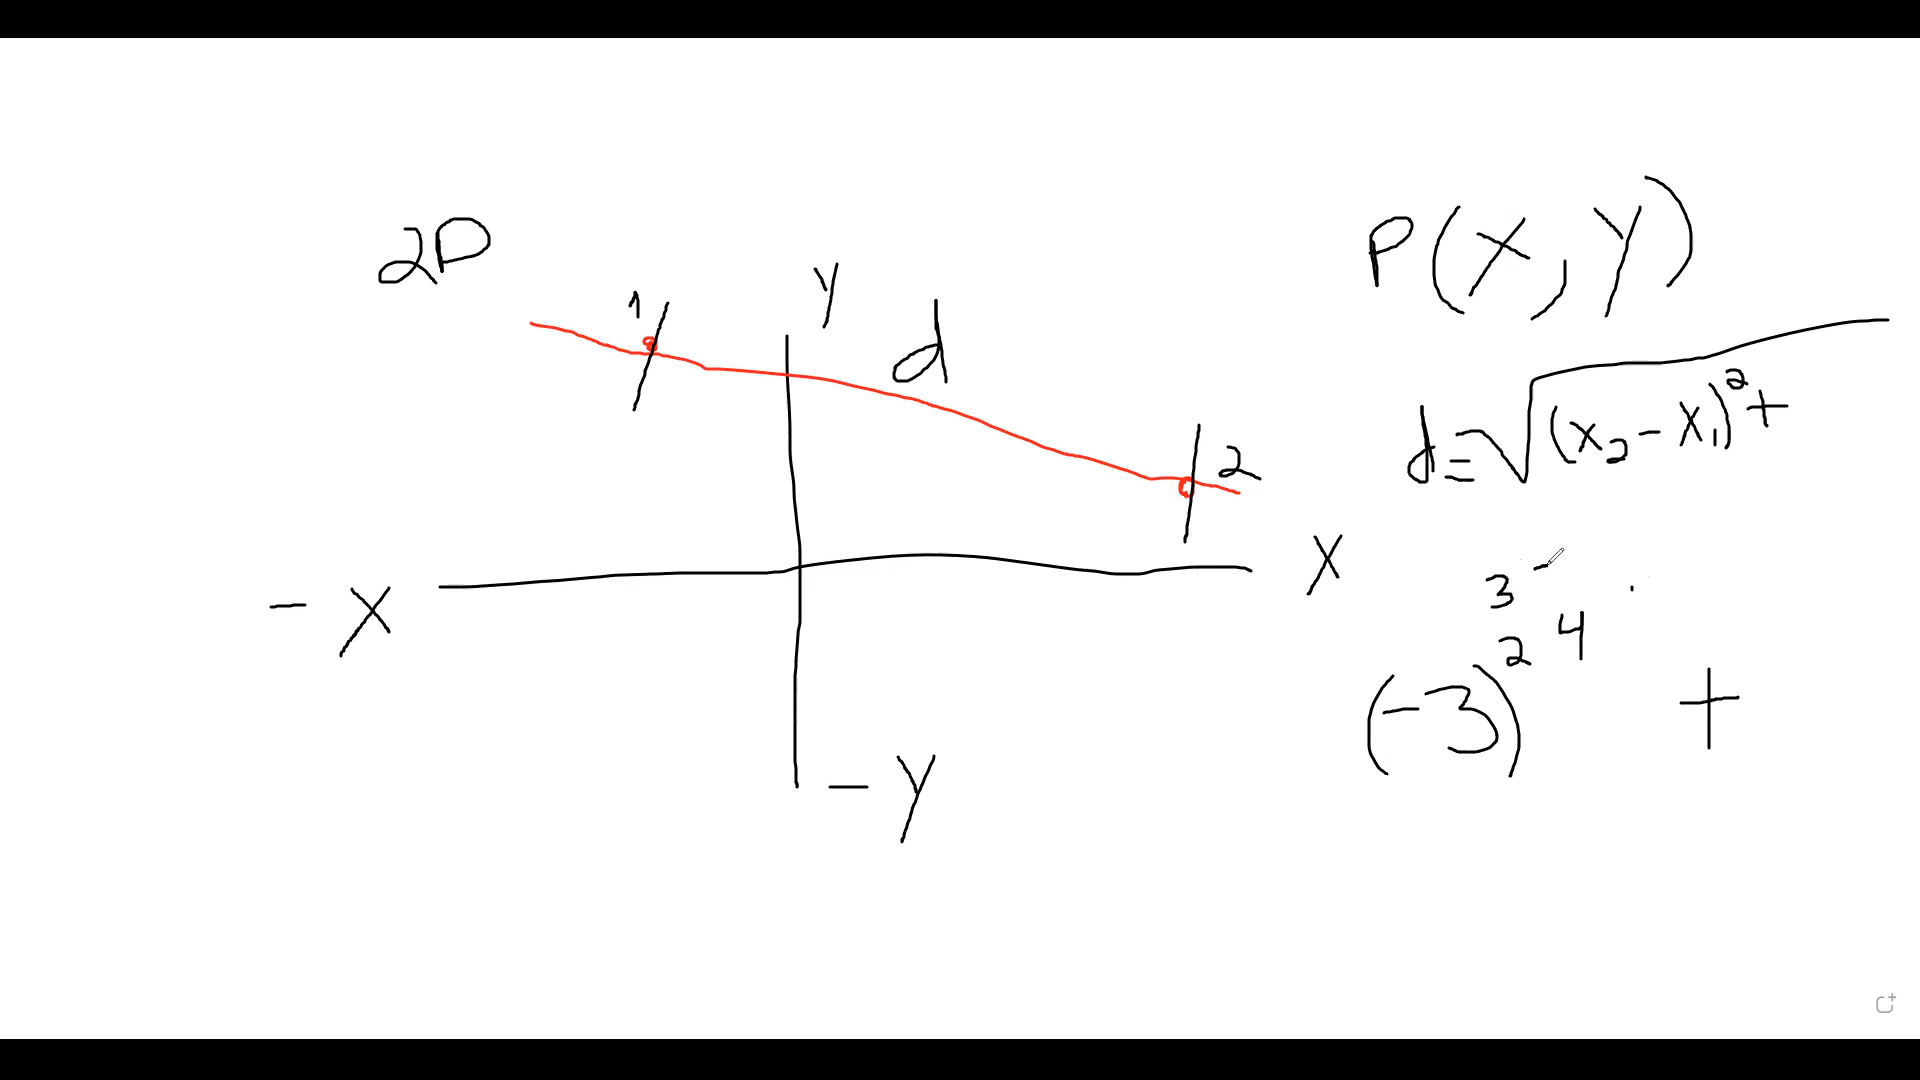 2D
P(X, Y)
1
Y
d
d=√(x₂-X₁)²+
2
X
- X
3 -
4
(-3)² +
- Y